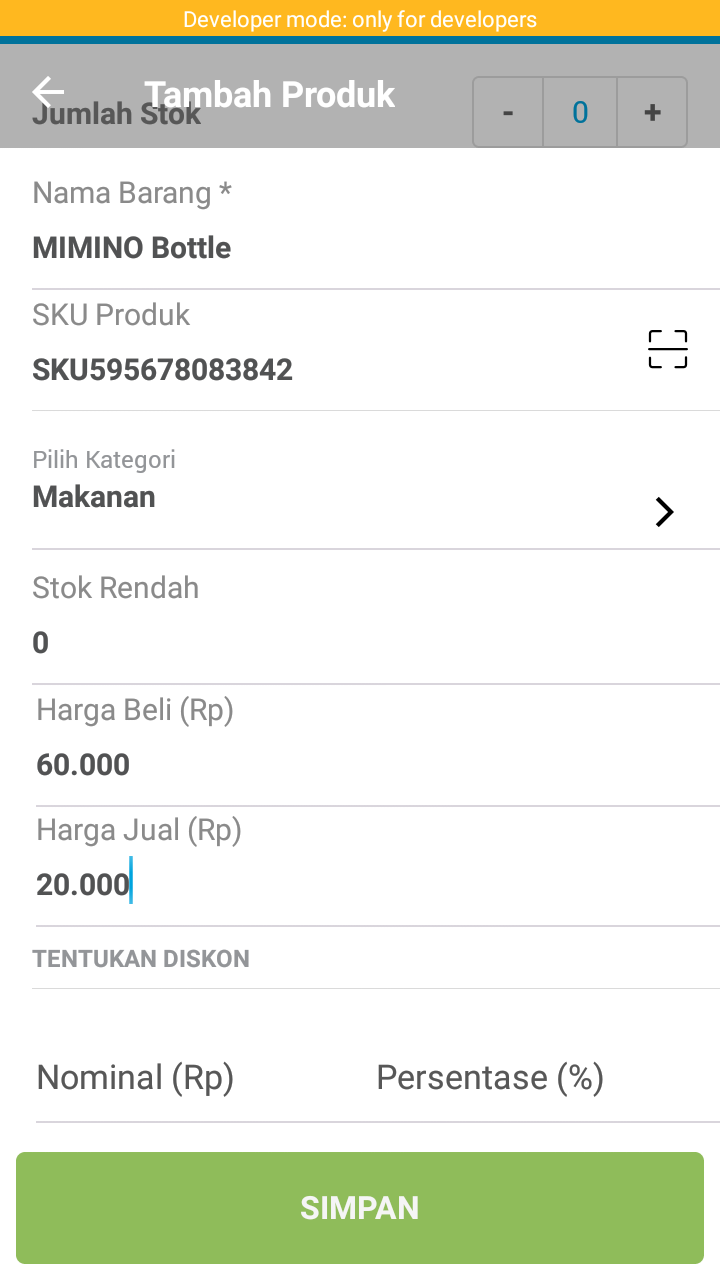 Developer mode: only for developers
Tambah Produk
Jumlah Stok - 0 +
Nama Barang *
MIMINO Bottle
SKU Produk
SKU595678083842
Pilih Kategori
Makanan
Stok Rendah
0
Harga Beli (Rp)
60.000
Harga Jual (Rp)
20.000
TENTUKAN DISKON
Nominal (Rp) Persentase (%)
SIMPAN